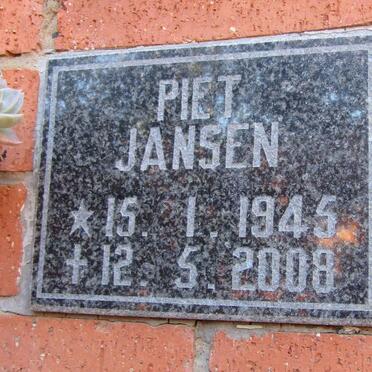 PIET
JANSEN
★15. 1. 1945
✝12. 5. 2008